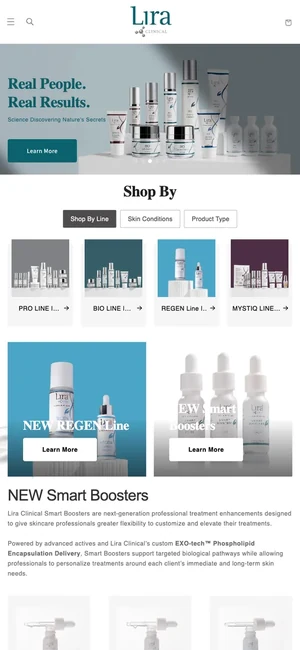 Lira
CLINICAL
Real People.
Real Results.
Science Discovering Nature's Secrets
Learn More
Shop By
Shop By Line
Skin Conditions
Product Type
PRO LINE I... →
BIO LINE I... →
REGEN Line I... →
MYSTIQ LINE... →
NEW REGEN Line
Learn More
NEW Smart
Boosters
Learn More
NEW Smart Boosters
Lira Clinical Smart Boosters are next-generation professional treatment enhancements designed
to give skincare professionals greater flexibility to customize and elevate their treatments.
Powered by advanced actives and Lira Clinical's custom EXO-tech™ Phospholipid
Encapsulation Delivery, Smart Boosters support targeted biological pathways while allowing
professionals to personalize treatments around each client's immediate and long-term skin
needs.